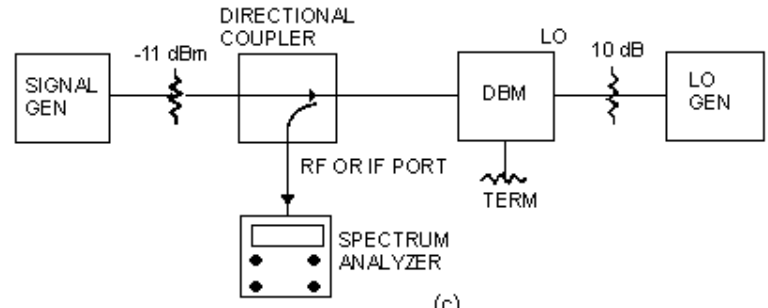 DIRECTIONAL
COUPLER
-11 dBm
LO
10 dB
SIGNAL
GEN
DBM
LO
GEN
RF OR IF PORT
TERM
SPECTRUM
ANALYZER
(c)